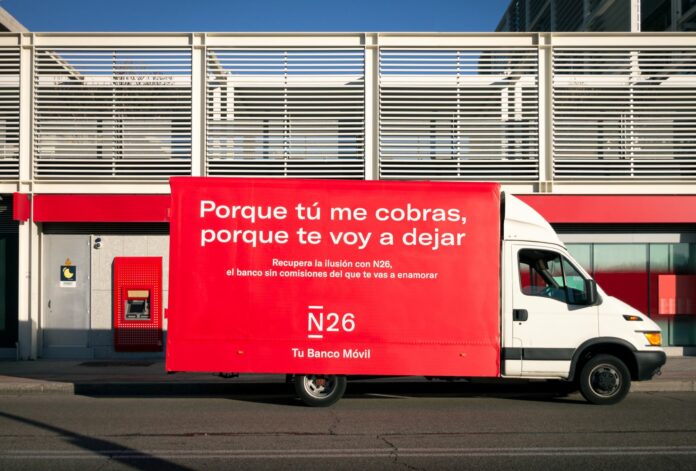 Porque tú me cobras,
porque te voy a dejar
Recupera la ilusión con N26,
el banco sin comisiones del que te vas a enamorar
N26
Tu Banco Móvil